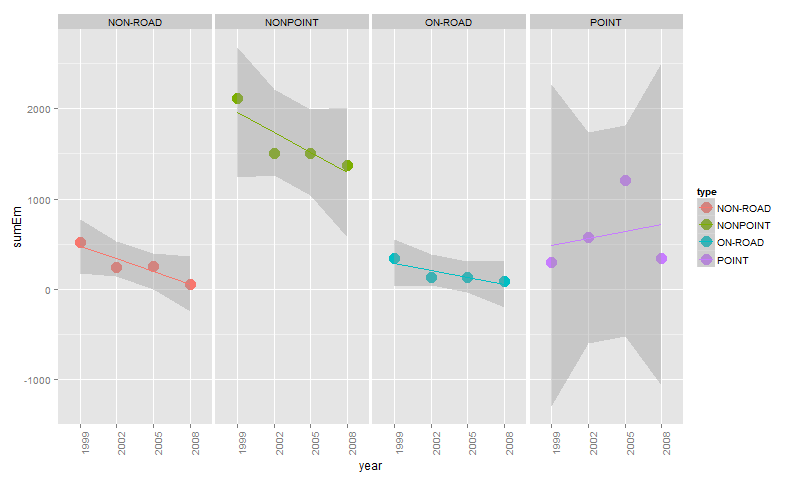 NON-ROAD NONPOINT ON-ROAD POINT
2000
1000
0
-1000
sumEm
1999 2002 2005 2008 1999 2002 2005 2008 1999 2002 2005 2008 1999 2002 2005 2008
year
type
NON-ROAD
NONPOINT
ON-ROAD
POINT